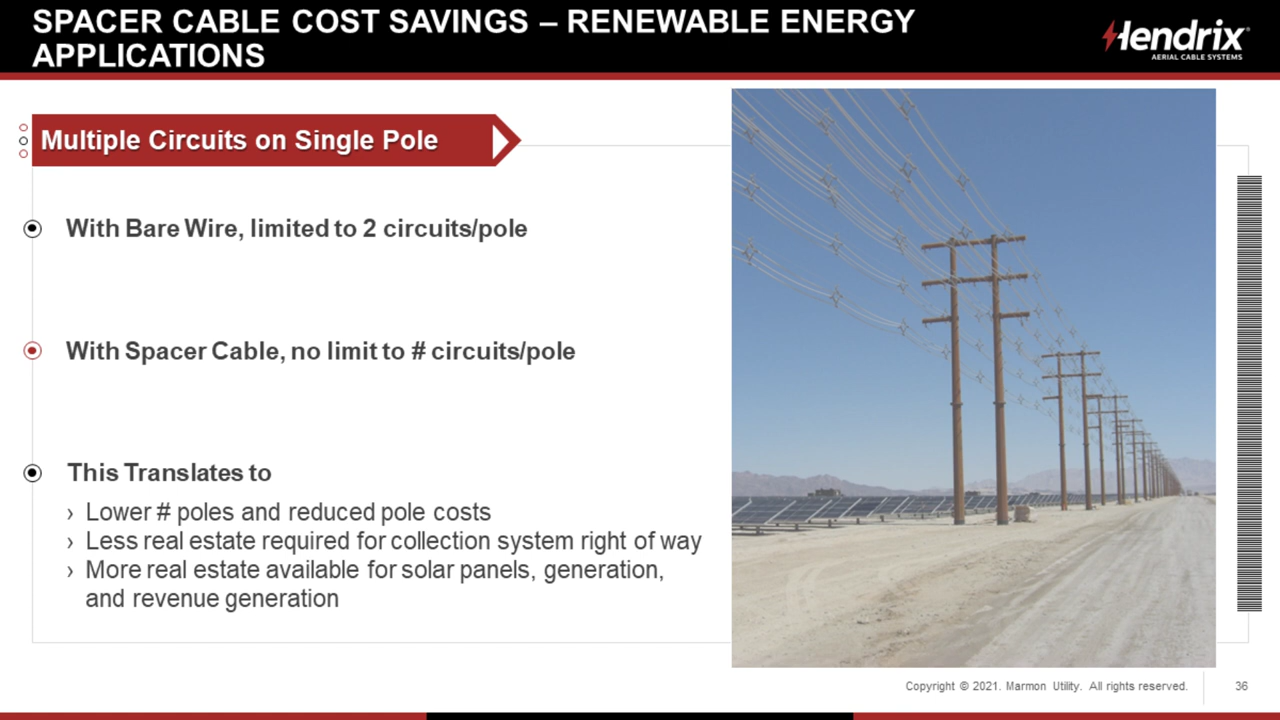 SPACER CABLE COST SAVINGS – RENEWABLE ENERGY
APPLICATIONS
Hendrix®
AERIAL CABLE SYSTEMS
Multiple Circuits on Single Pole
With Bare Wire, limited to 2 circuits/pole
With Spacer Cable, no limit to # circuits/pole
This Translates to
› Lower # poles and reduced pole costs
› Less real estate required for collection system right of way
› More real estate available for solar panels, generation,
and revenue generation
Copyright © 2021. Marmon Utility. All rights reserved.
36